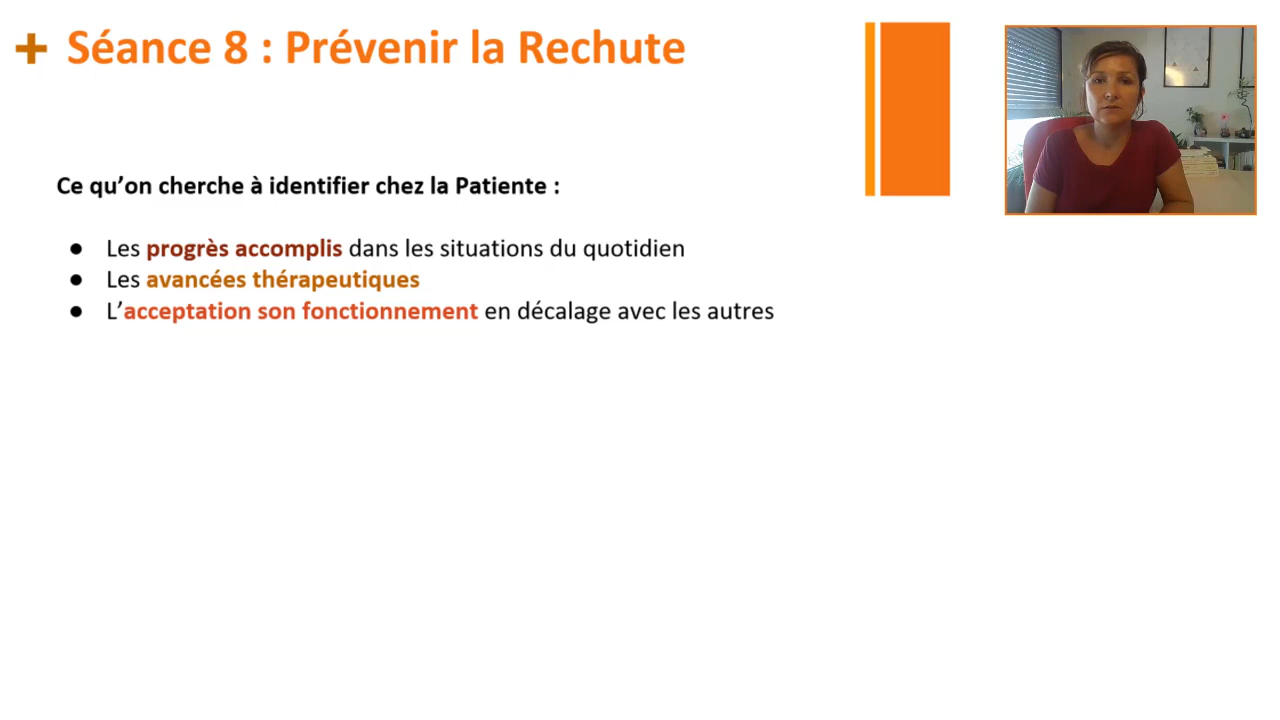 + Séance 8 : Prévenir la Rechute
Ce qu’on cherche à identifier chez la Patiente :
● Les progrès accomplis dans les situations du quotidien
● Les avancées thérapeutiques
● L’acceptation son fonctionnement en décalage avec les autres